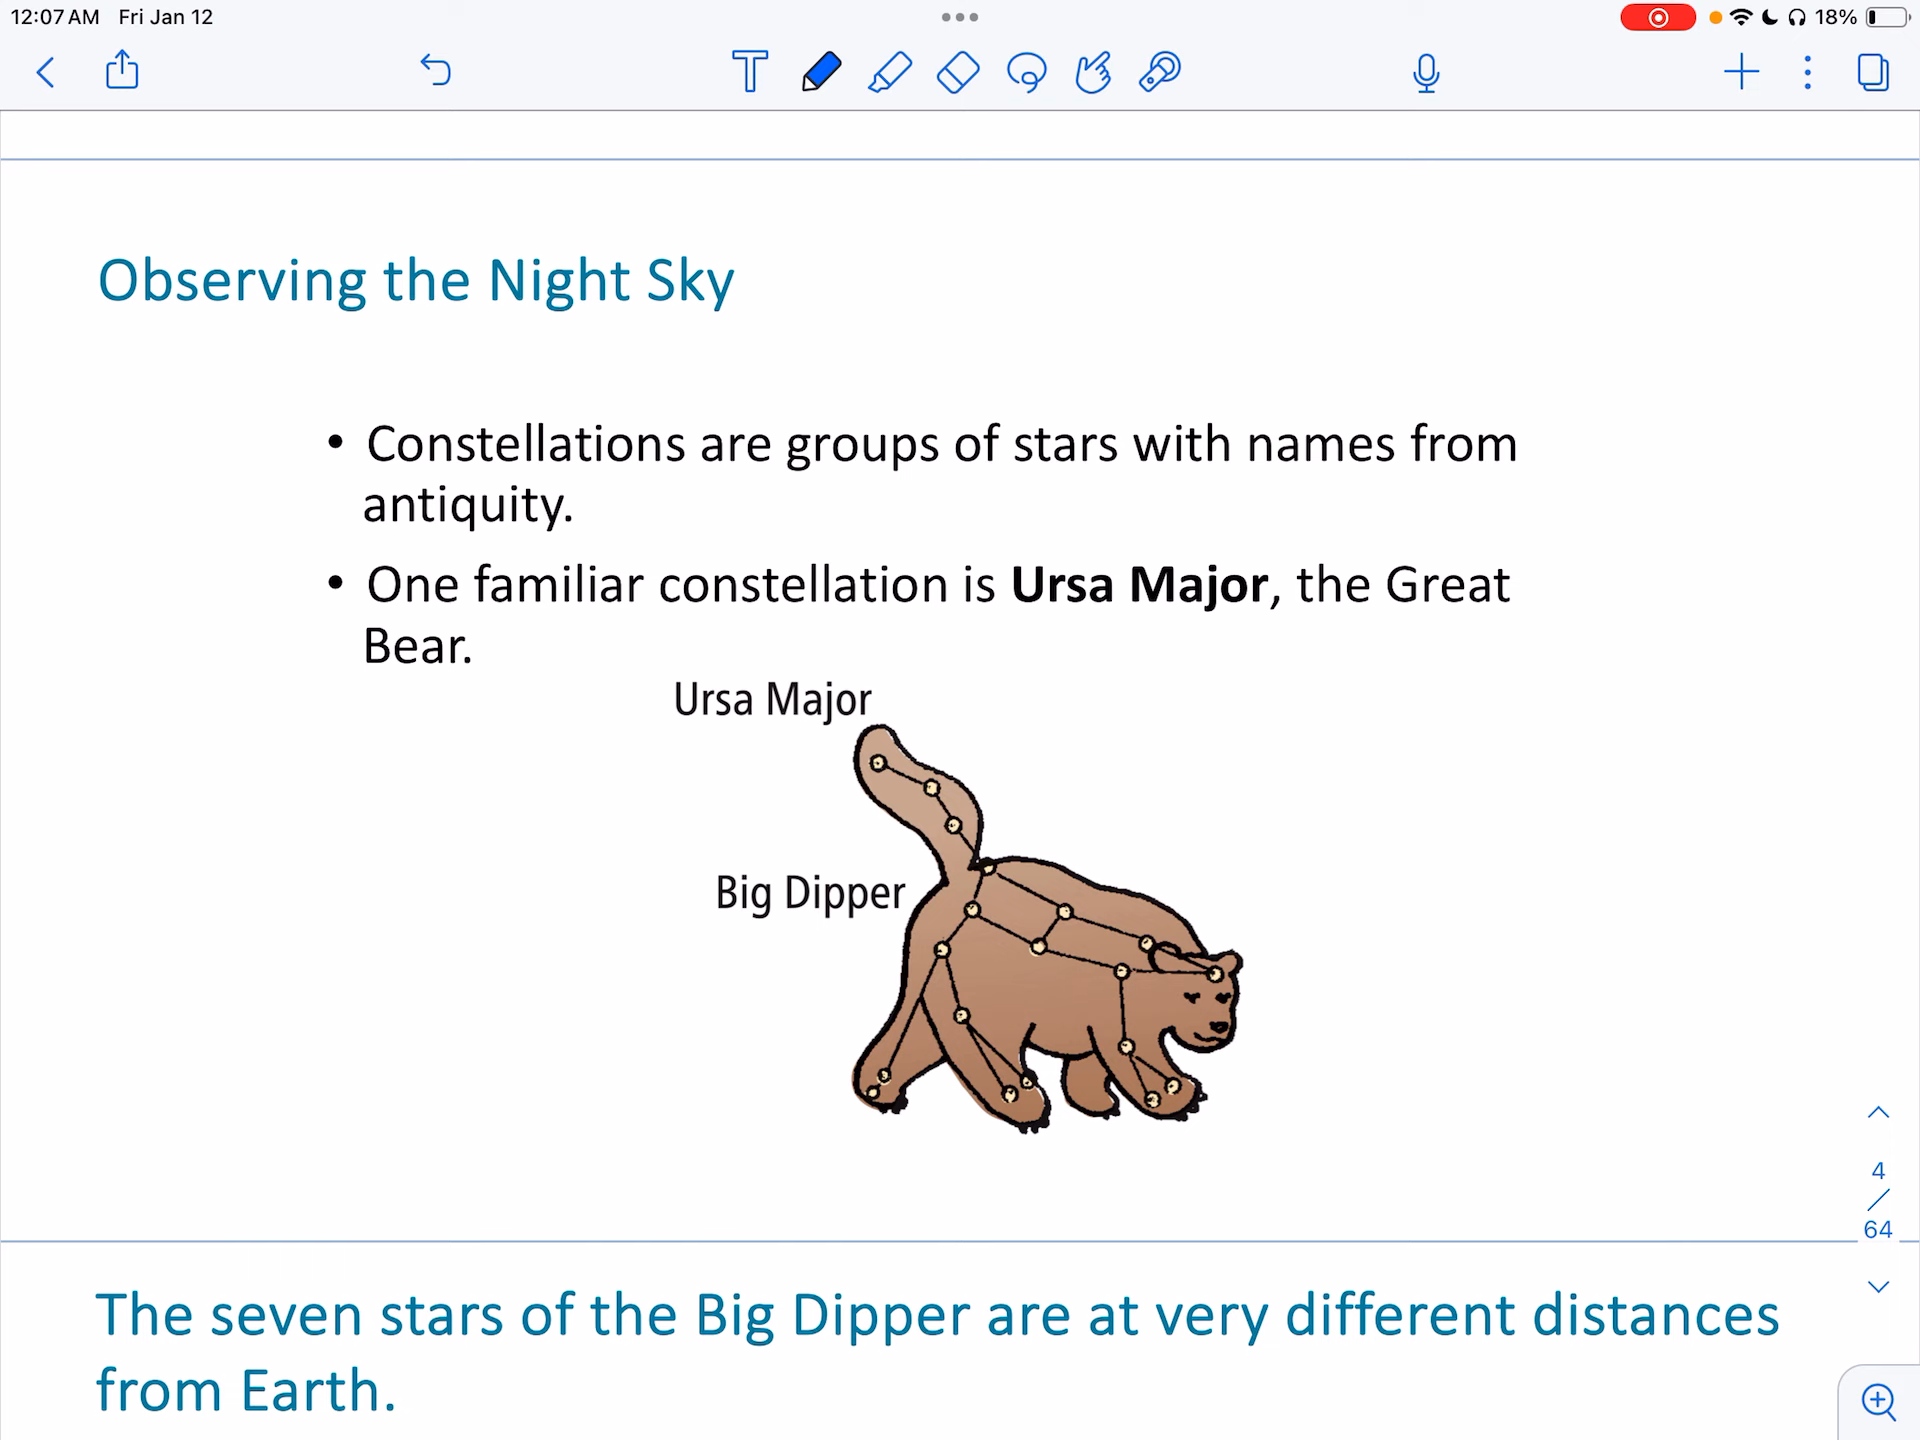 12:07 AM Fri Jan 12
18%
Observing the Night Sky
• Constellations are groups of stars with names from
antiquity.
• One familiar constellation is Ursa Major, the Great
Bear.
Ursa Major
Big Dipper
4
/
64
The seven stars of the Big Dipper are at very different distances
from Earth.